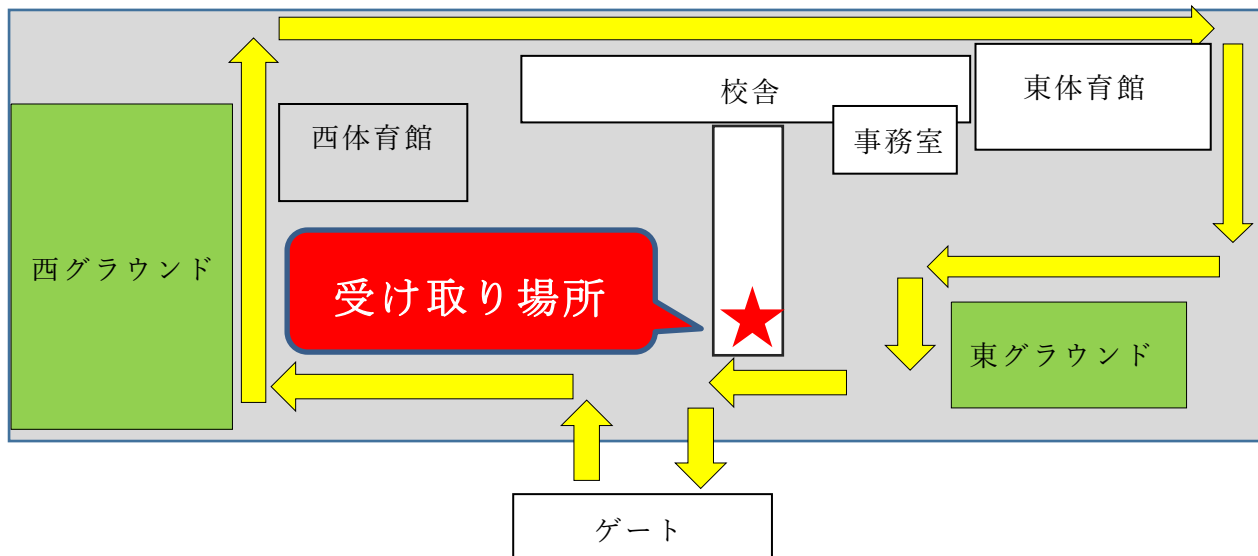 校舎
東体育館
西体育館
事務室
西グラウンド
受け取り場所
東グラウンド
ゲート